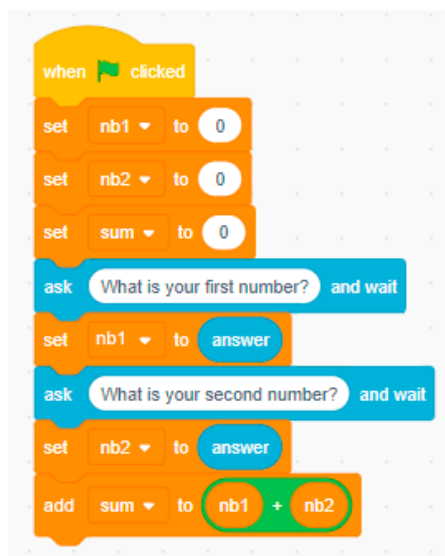 when clicked
set nb1 to 0
set nb2 to 0
set sum to 0
ask What is your first number? and wait
set nb1 to answer
ask What is your second number? and wait
set nb2 to answer
add sum to nb1 + nb2